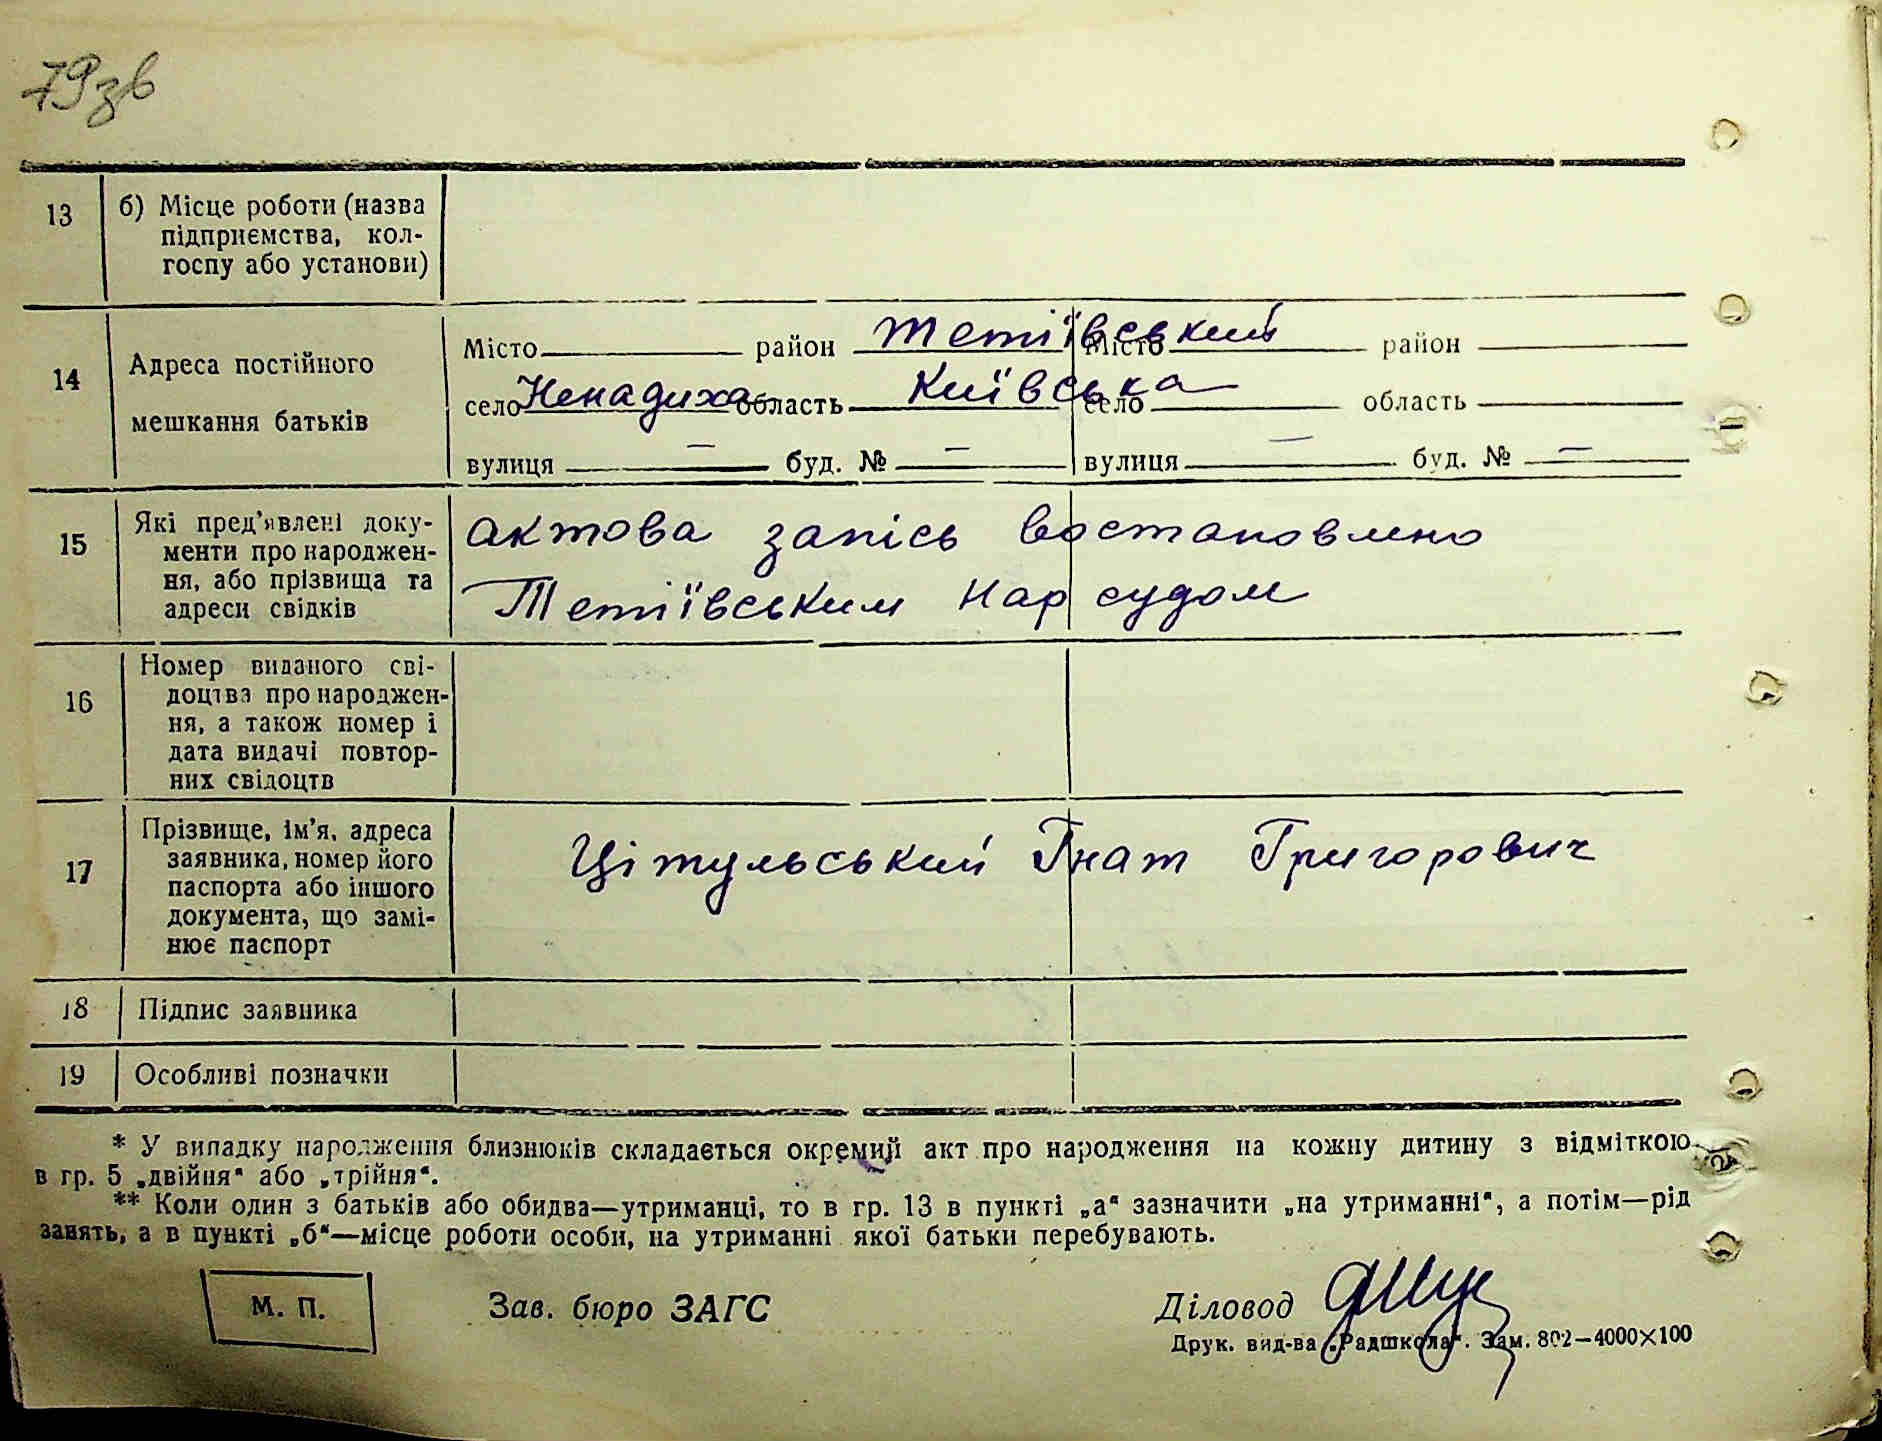 79зв
13 б) Місце роботи (назва
підприємства, кол-
госпу або установи)
14 Адреса постійного
мешкання батьків
Місто район Тетіївський Місто район
село Ненадиха область Київська село область
вулиця — буд. № — вулиця — буд. № —
15 Які пред'явлені доку-
менти про народжен-
ня, або прізвища та
адреси свідків
актова запісь востановлено
Тетіївським Нар судом
16 Номер виданого сві-
доцтва про народжен-
ня, а також номер і
дата видачі повтор-
них свідоцтв
17 Прізвище, ім'я, адреса
заявника, номер його
паспорта або іншого
документа, що замі-
нює паспорт
Цітульський Гнат Григорович
18 Підпис заявника
19 Особливі позначки
* У випадку народження близнюків складається окремий акт про народження на кожну дитину з відміткою
в гр. 5 „двійня“ або „трійня“.
** Коли один з батьків або обидва—утриманці, то в гр. 13 в пункті „а“ зазначити „на утриманні“, а потім—рід
занять, а в пункті „б“—місце роботи особи, на утриманні якої батьки перебувають.
М. П. Зав. бюро ЗАГС Діловод
Друк. вид-ва „Радшкола“. Зам. 802—4000×100